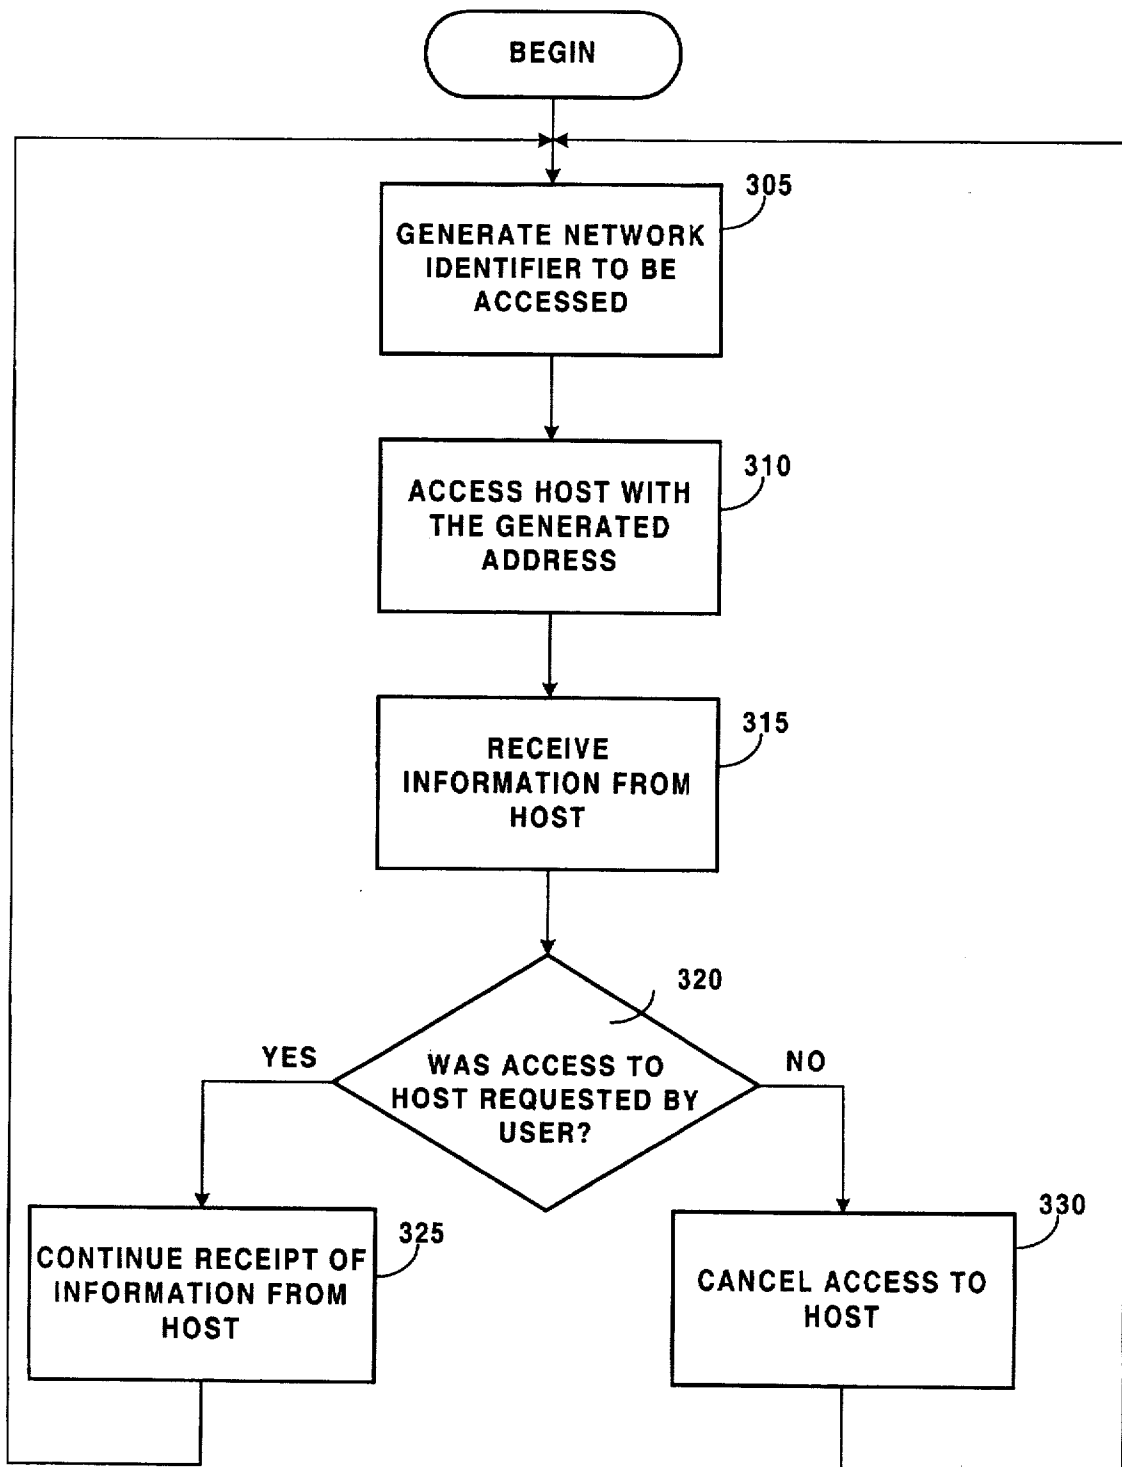 BEGIN
305
GENERATE NETWORK
IDENTIFIER TO BE
ACCESSED
310
ACCESS HOST WITH
THE GENERATED
ADDRESS
315
RECEIVE
INFORMATION FROM
HOST
320
YES
WAS ACCESS TO
HOST REQUESTED BY
USER?
NO
325
CONTINUE RECEIPT OF
INFORMATION FROM
HOST
330
CANCEL ACCESS TO
HOST